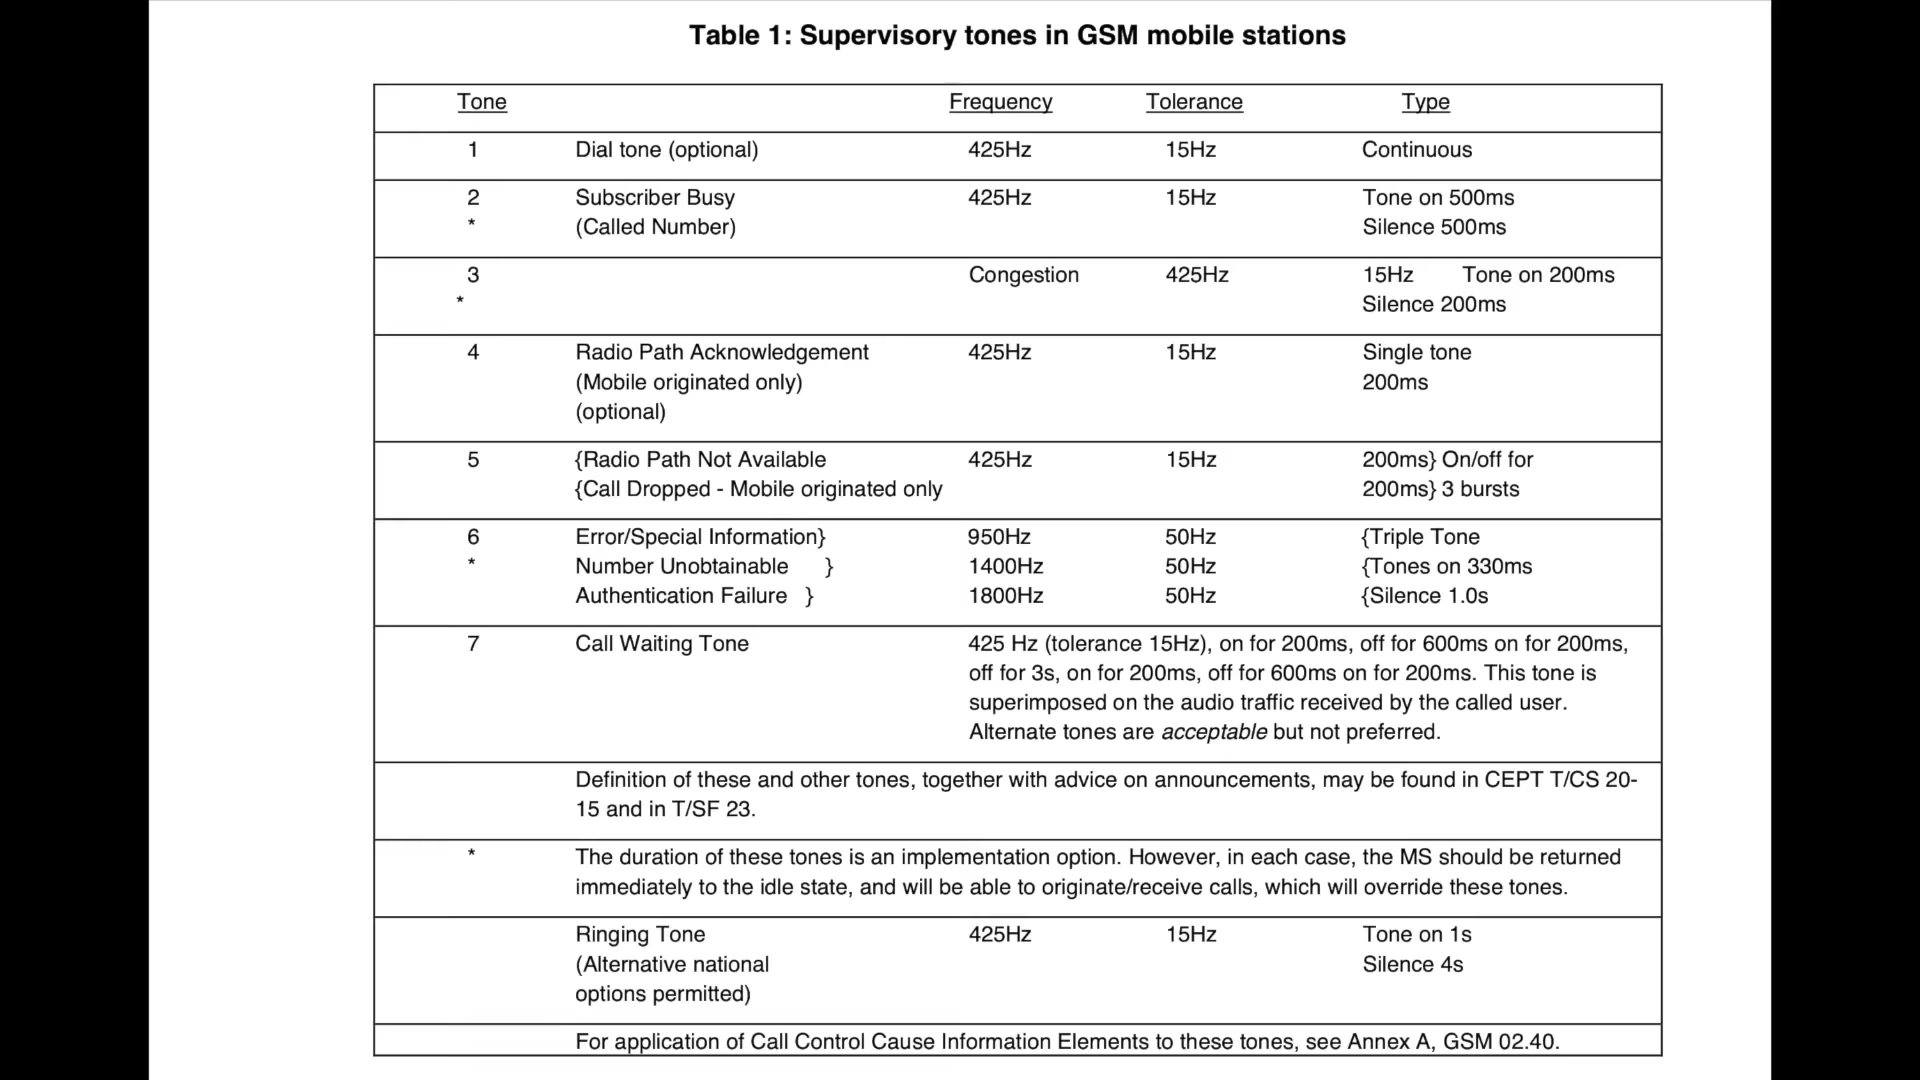 Table 1: Supervisory tones in GSM mobile stations
Tone Frequency Tolerance Type
1 Dial tone (optional) 425Hz 15Hz Continuous
2 Subscriber Busy 425Hz 15Hz Tone on 500ms
* (Called Number) Silence 500ms
3 Congestion 425Hz 15Hz Tone on 200ms
* Silence 200ms
4 Radio Path Acknowledgement 425Hz 15Hz Single tone
(Mobile originated only) 200ms
(optional)
5 {Radio Path Not Available 425Hz 15Hz 200ms} On/off for
{Call Dropped - Mobile originated only 200ms} 3 bursts
6 Error/Special Information} 950Hz 50Hz {Triple Tone
* Number Unobtainable } 1400Hz 50Hz {Tones on 330ms
Authentication Failure } 1800Hz 50Hz {Silence 1.0s
7 Call Waiting Tone 425 Hz (tolerance 15Hz), on for 200ms, off for 600ms on for 200ms,
off for 3s, on for 200ms, off for 600ms on for 200ms. This tone is
superimposed on the audio traffic received by the called user.
Alternate tones are acceptable but not preferred.
Definition of these and other tones, together with advice on announcements, may be found in CEPT T/CS 20-
15 and in T/SF 23.
* The duration of these tones is an implementation option. However, in each case, the MS should be returned
immediately to the idle state, and will be able to originate/receive calls, which will override these tones.
Ringing Tone 425Hz 15Hz Tone on 1s
(Alternative national Silence 4s
options permitted)
For application of Call Control Cause Information Elements to these tones, see Annex A, GSM 02.40.